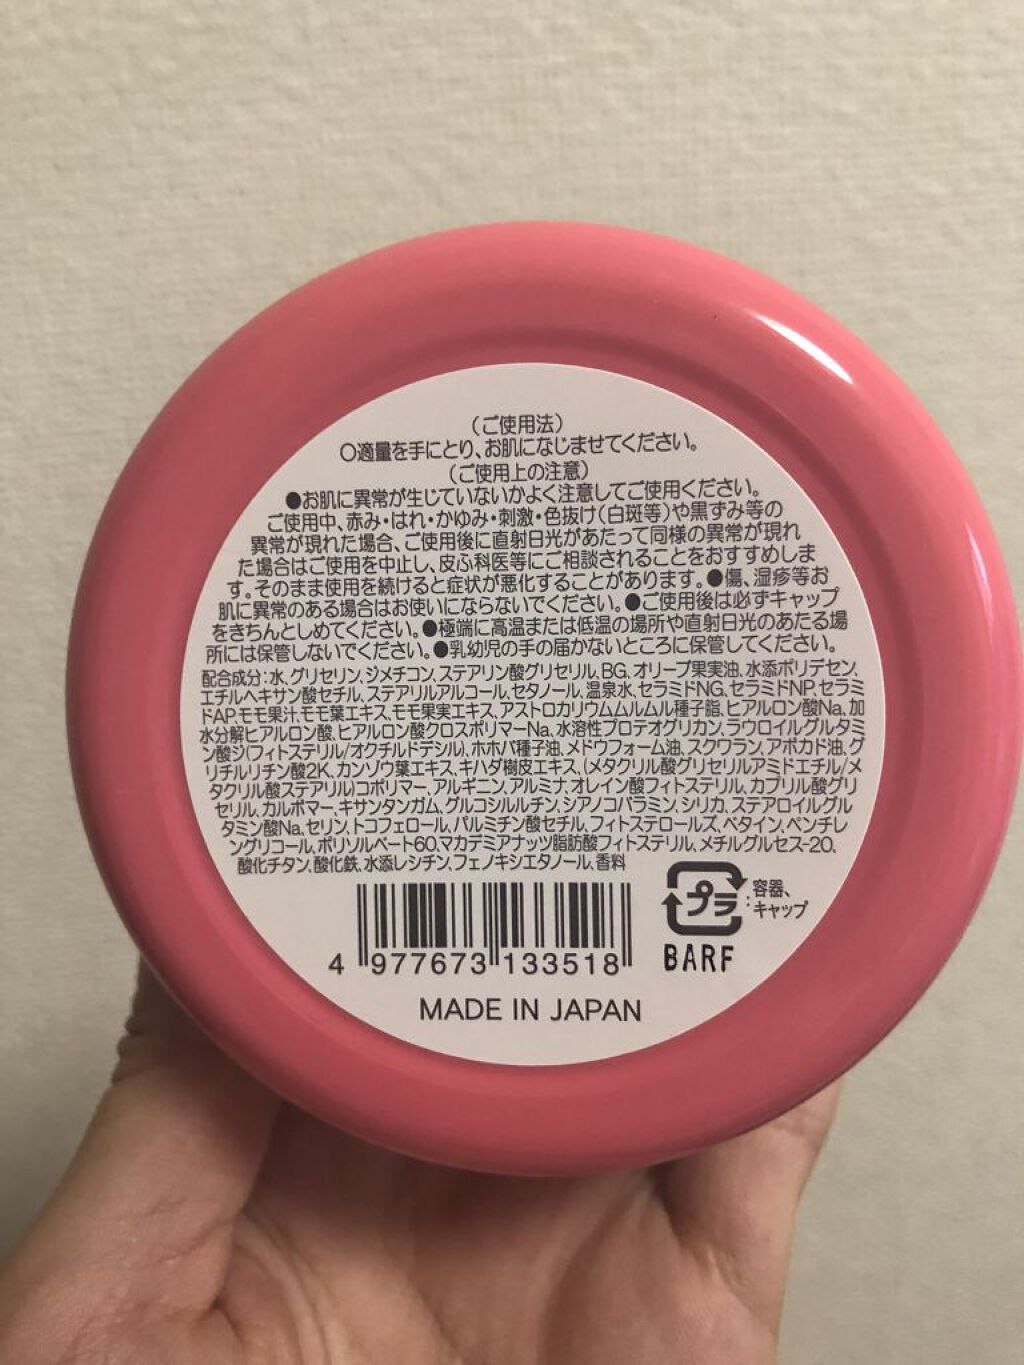 （ご使用法）
○適量を手にとり、お肌になじませてください。
（ご使用上の注意）
●お肌に異常が生じていないかよく注意してご使用ください。
ご使用中、赤み・はれ・かゆみ・刺激・色抜け（白斑等）や黒ずみ等の
異常が現れた場合、ご使用後に直射日光があたって同様の異常が現れ
た場合はご使用を中止し、皮ふ科医等にご相談されることをおすすめしま
す。そのまま使用を続けると症状が悪化することがあります。●傷、湿疹等お
肌に異常のある場合はお使いにならないでください。●ご使用後は必ずキャップ
をきちんとしめてください。●極端に高温または低温の場所や直射日光のあたる場
所には保管しないでください。●乳幼児の手の届かないところに保管してください。
配合成分:水、グリセリン、ジメチコン、ステアリン酸グリセリル、BG、オリーブ果実油、水添ポリデセン、
エチルヘキサン酸セチル、ステアリルアルコール、セタノール、温泉水、セラミドNG、セラミドNP、セラミ
ドAP、モモ果汁、モモ葉エキス、モモ果実エキス、アストロカリウムムルムル種子脂、ヒアルロン酸Na、加
水分解ヒアルロン酸、ヒアルロン酸クロスポリマーNa、水溶性プロテオグリカン、ラウロイルグルタミ
ン酸ジ（フィトステリル/オクチルドデシル）、ホホバ種子油、メドウフォーム油、スクワラン、アボカド油、グ
リチルリチン酸2K、カンゾウ葉エキス、キハダ樹皮エキス、（メタクリル酸グリセリルアミドエチル/メ
タクリル酸ステアリル）コポリマー、アルギニン、アルミナ、オレイン酸フィトステリル、カプリル酸グリ
セリル、カルボマー、キサンタンガム、グルコシルルチン、シアノコバラミン、シリカ、ステアロイルグル
タミン酸Na、セリン、トコフェロール、パルミチン酸セチル、フィトステロールズ、ベタイン、ペンチレ
ングリコール、ポリソルベート60、マカデミアナッツ脂肪酸フィトステリル、メチルグルセス-20、
酸化チタン、酸化鉄、水添レシチン、フェノキシエタノール、香料
プラ:容器、
キャップ
4 977673 133518
BARF
MADE IN JAPAN